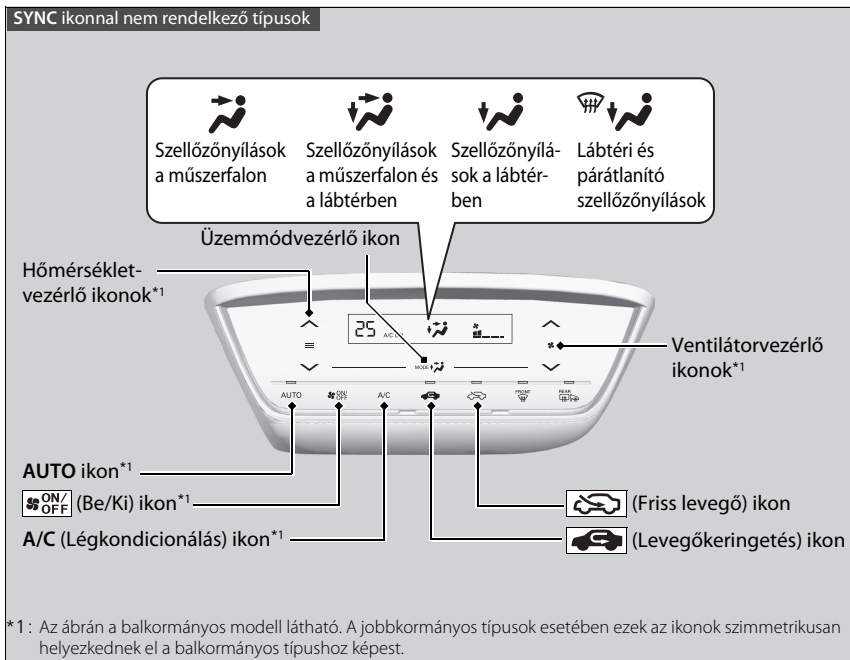 SYNC ikonnal nem rendelkező típusok
Szellőzőnyílások
a műszerfalon
Szellőzőnyílások
a műszerfalon és
a lábtérben
Szellőzőnyílá-
sok a lábtér-
ben
Lábtéri és
párátlanító
szellőzőnyílások
Üzemmódvezérlő ikon
Hőmérséklet-
vezérlő ikonok*1
25
MODE
Ventilátorvezérlő
ikonok*1
AUTO
ON/
OFF
A/C
FRONT
REAR
AUTO ikon*1
ON/
OFF (Be/Ki) ikon*1
A/C (Légkondicionálás) ikon*1
(Friss levegő) ikon
(Levegőkeringetés) ikon
*1: Az ábrán a balkormányos modell látható. A jobbkormányos típusok esetében ezek az ikonok szimmetrikusan
helyezkednek el a balkormányos típushoz képest.